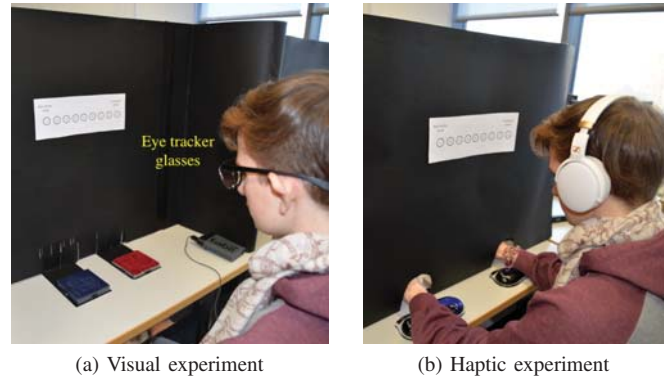 Eye tracker
glasses
(a) Visual experiment
(b) Haptic experiment